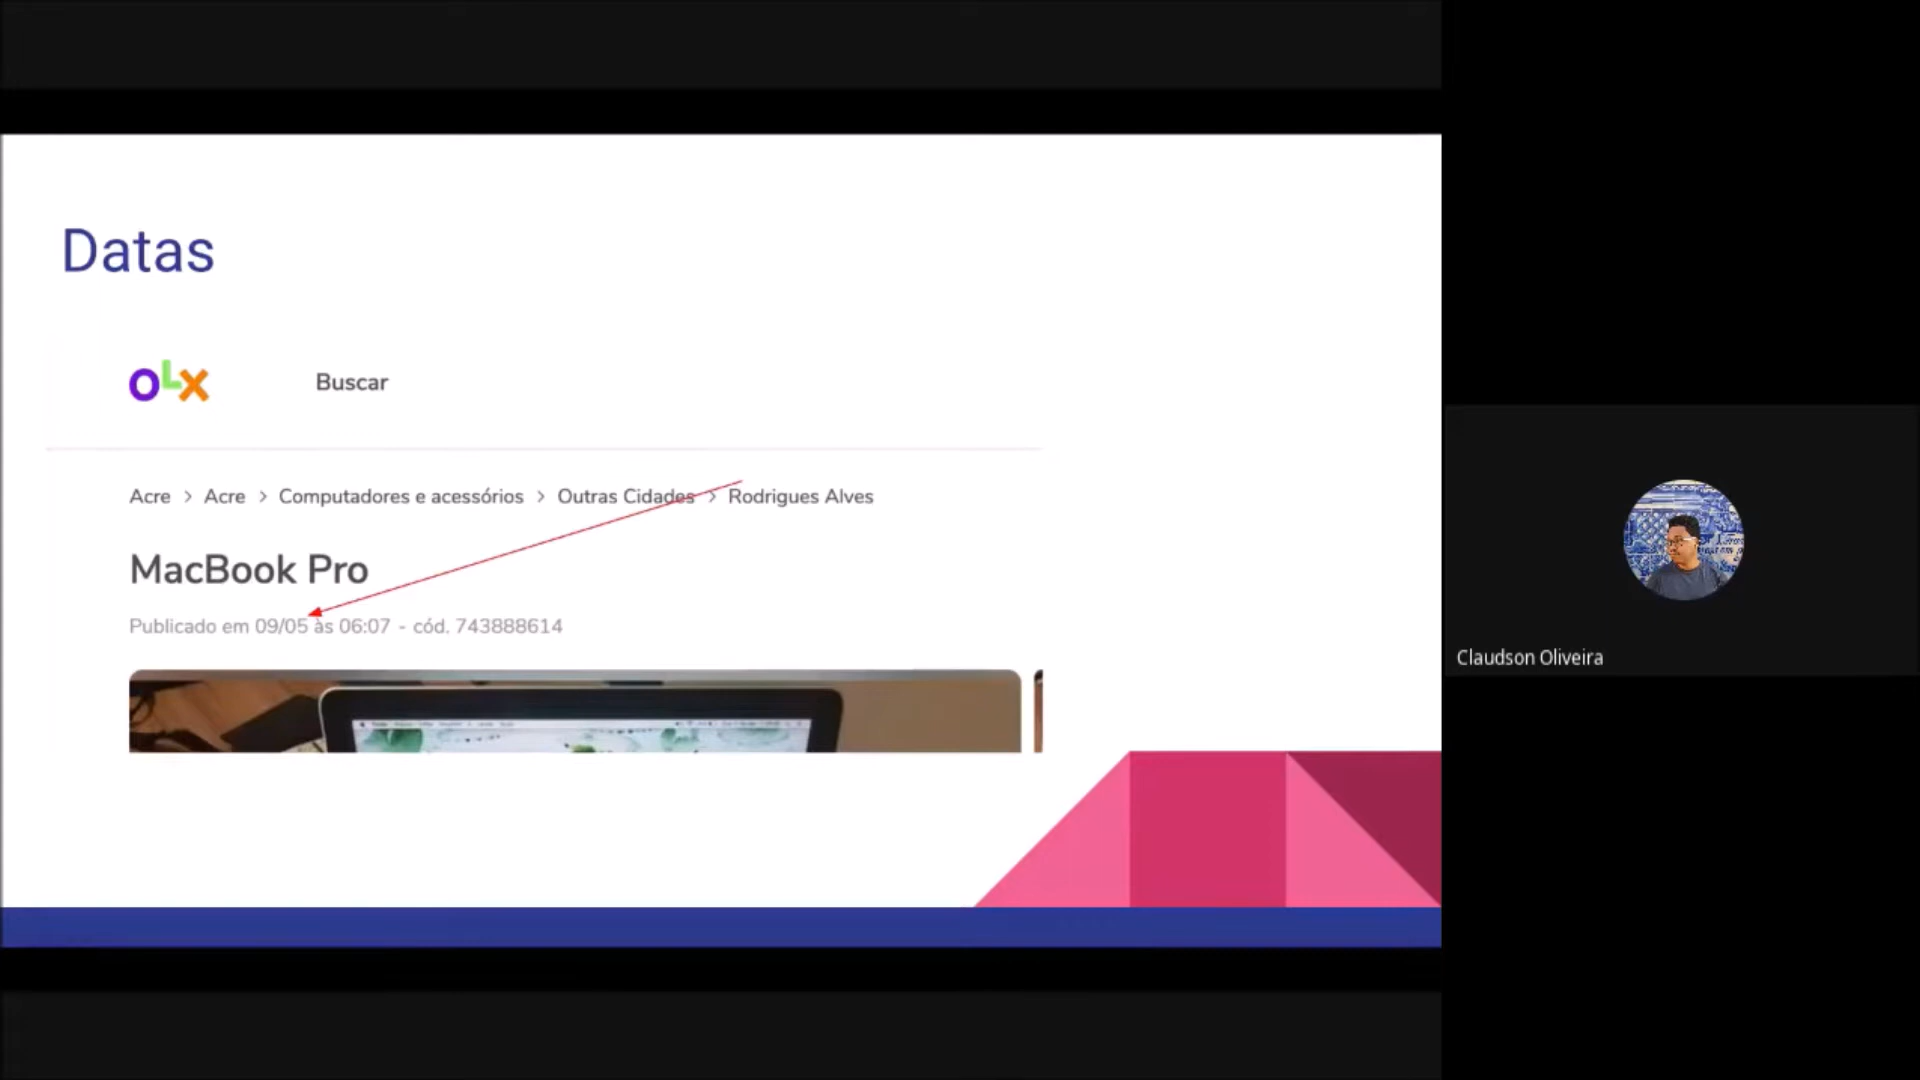 Datas
OLX
Buscar
Acre > Acre > Computadores e acessórios > Outras Cidades > Rodrigues Alves
MacBook Pro
Publicado em 09/05 às 06:07 - cód. 743888614
Claudson Oliveira